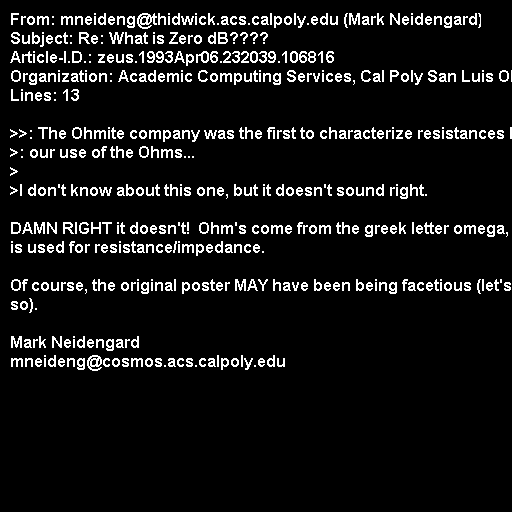 From: mneideng@thidwick.acs.calpoly.edu (Mark Neidengard)
Subject: Re: What is Zero dB????
Article-I.D.: zeus.1993Apr06.232039.106816
Organization: Academic Computing Services, Cal Poly San Luis
Lines: 13

>>: The Ohmite company was the first to characterize resistances
>: our use of the Ohms...
>
>I don't know about this one, but it doesn't sound right.

DAMN RIGHT it doesn't!  Ohm's come from the greek letter omega,
is used for resistance/impedance.

Of course, the original poster MAY have been being facetious (let's
so).

Mark Neidengard
mneideng@cosmos.acs.calpoly.edu